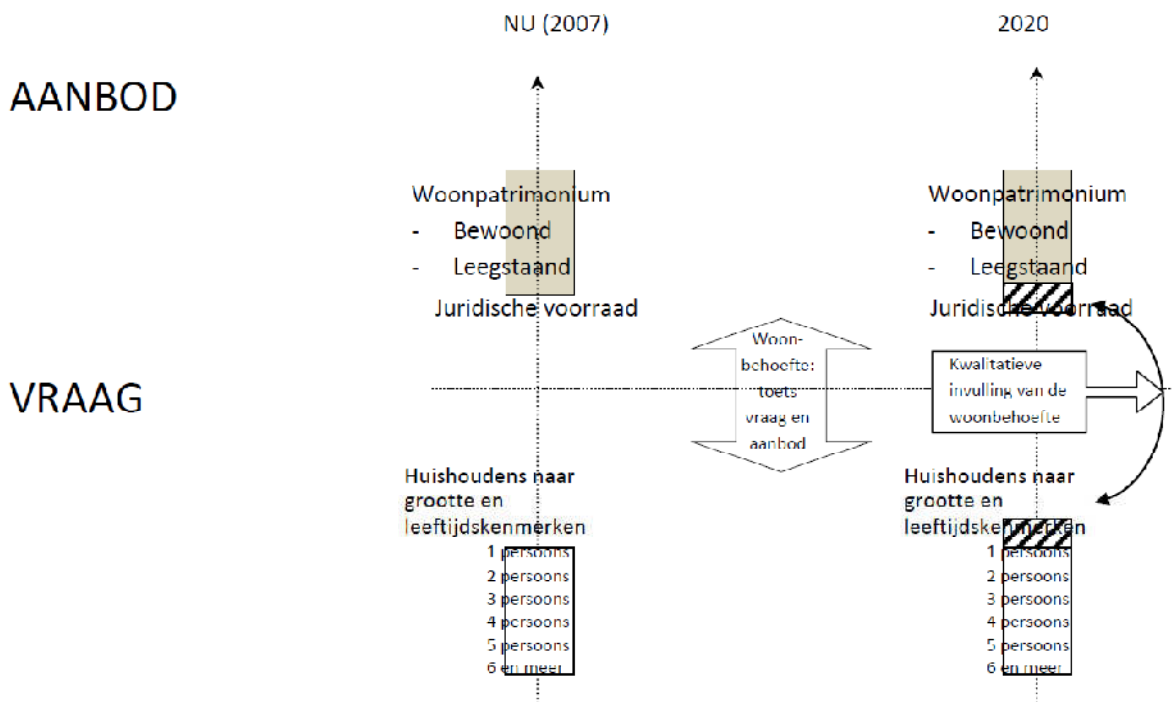 NU (2007)
2020
AANBOD
Woonpatrimonium
- Bewoond
- Leegstaand
Juridische voorraad
Woonpatrimonium
- Bewoond
- Leegstaand
Juridische voorraad
VRAAG
Woon-
behoefte:
toets
vraag en
aanbod
Kwalitatieve
invulling van de
woonbehoefte
Huishoudens naar
grootte en
leeftijdskenmerken
1 persoons
2 persoons
3 persoons
4 persoons
5 persoons
6 en meer
Huishoudens naar
grootte en
leeftijdskenmerken
1 persoons
2 persoons
3 persoons
4 persoons
5 persoons
6 en meer